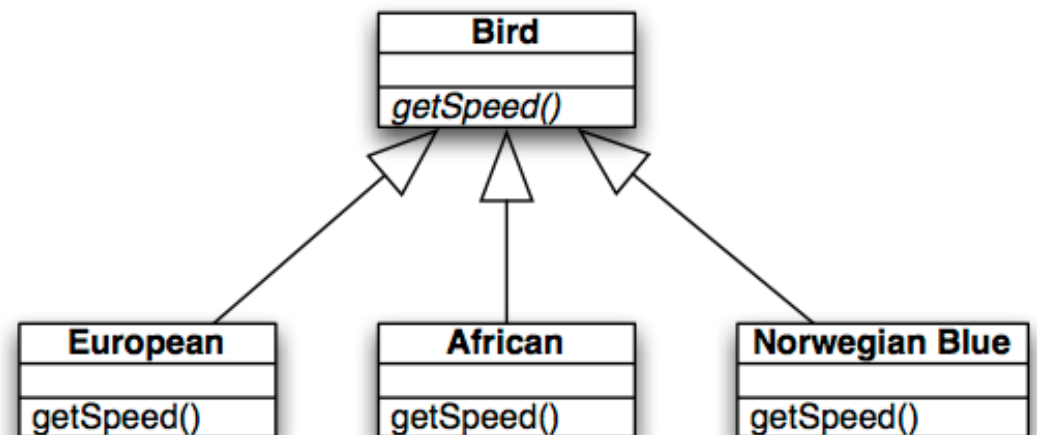 Bird
getSpeed()
European
African
Norwegian Blue
getSpeed()
getSpeed()
getSpeed()